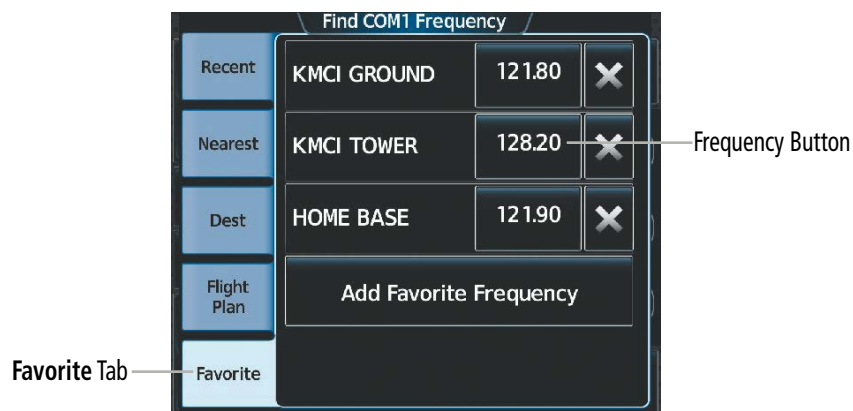 Find COM1 Frequency
Recent
KMCI GROUND 121.80
Nearest
KMCI TOWER 128.20
Frequency Button
Dest
HOME BASE 121.90
Flight
Plan
Add Favorite Frequency
Favorite Tab
Favorite